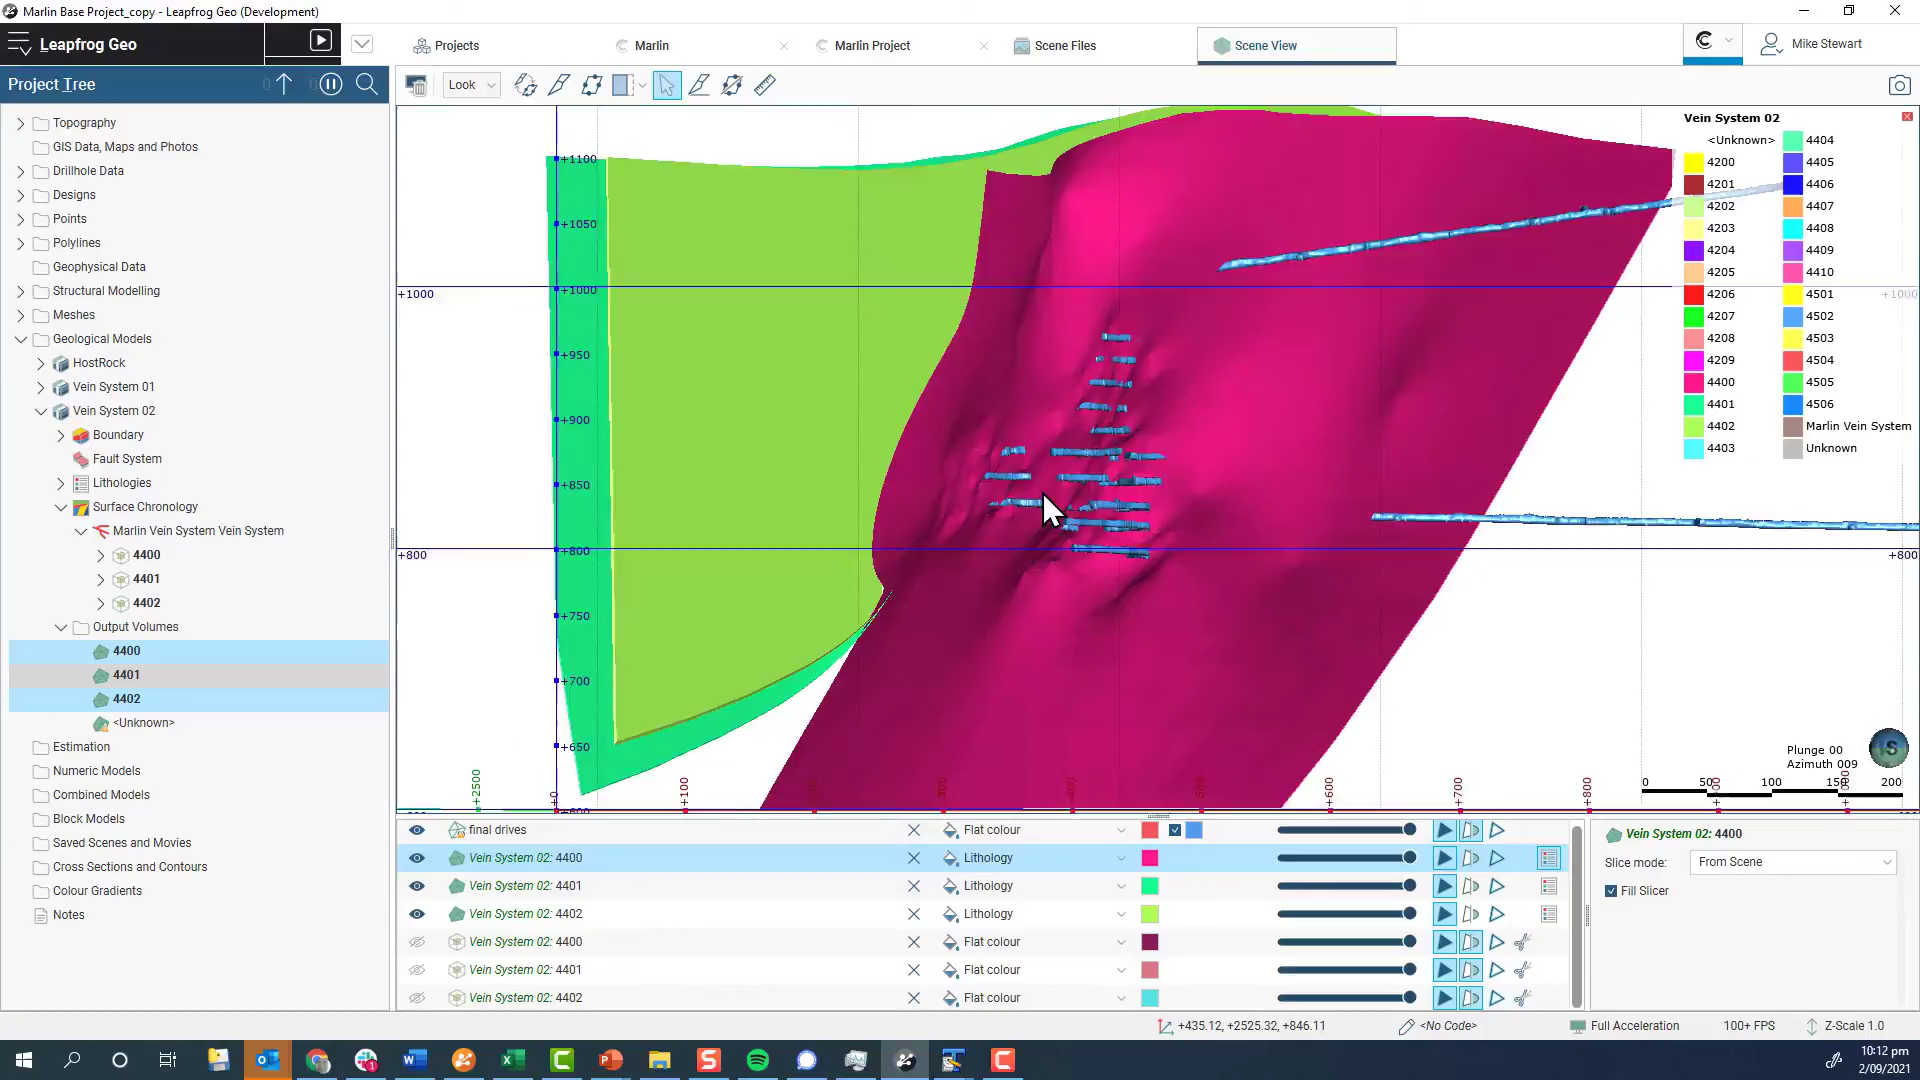 Marlin Base Project_copy - Leapfrog Geo (Development)
Leapfrog Geo
Projects
Marlin
Marlin Project
Scene Files
Scene View
Mike Stewart
Project Tree
Look
Topography
GIS Data, Maps and Photos
Drillhole Data
Designs
Points
Polylines
Geophysical Data
Structural Modelling
Meshes
Geological Models
HostRock
Vein System 01
Vein System 02
Boundary
Fault System
Lithologies
Surface Chronology
Marlin Vein System Vein System
4400
4401
4402
Output Volumes
4400
4401
4402
<Unknown>
Estimation
Numeric Models
Combined Models
Block Models
Saved Scenes and Movies
Cross Sections and Contours
Colour Gradients
Notes
+1100
+1050
+1000
+1000
+1000
+950
+900
+850
+800
+800
+800
+750
+700
+650
+600
+2500
+0
+100
+600
+700
+800
Vein System 02
<Unknown>
4200
4201
4202
4203
4204
4205
4206
4207
4208
4209
4400
4401
4402
4403
4404
4405
4406
4407
4408
4409
4410
4501
4502
4503
4504
4505
4506
Marlin Vein System
Unknown
Plunge 00
Azimuth 009
S
0 50 100 150 200
final drives Flat colour
Vein System 02: 4400 Lithology
Vein System 02: 4401 Lithology
Vein System 02: 4402 Lithology
Vein System 02: 4400 Flat colour
Vein System 02: 4401 Flat colour
Vein System 02: 4402 Flat colour
Vein System 02: 4400
Slice mode: From Scene
Fill Slicer
+435.12, +2525.32, +846.11
<No Code>
Full Acceleration
100+ FPS
Z-Scale 1.0
10:12 pm
2/09/2021